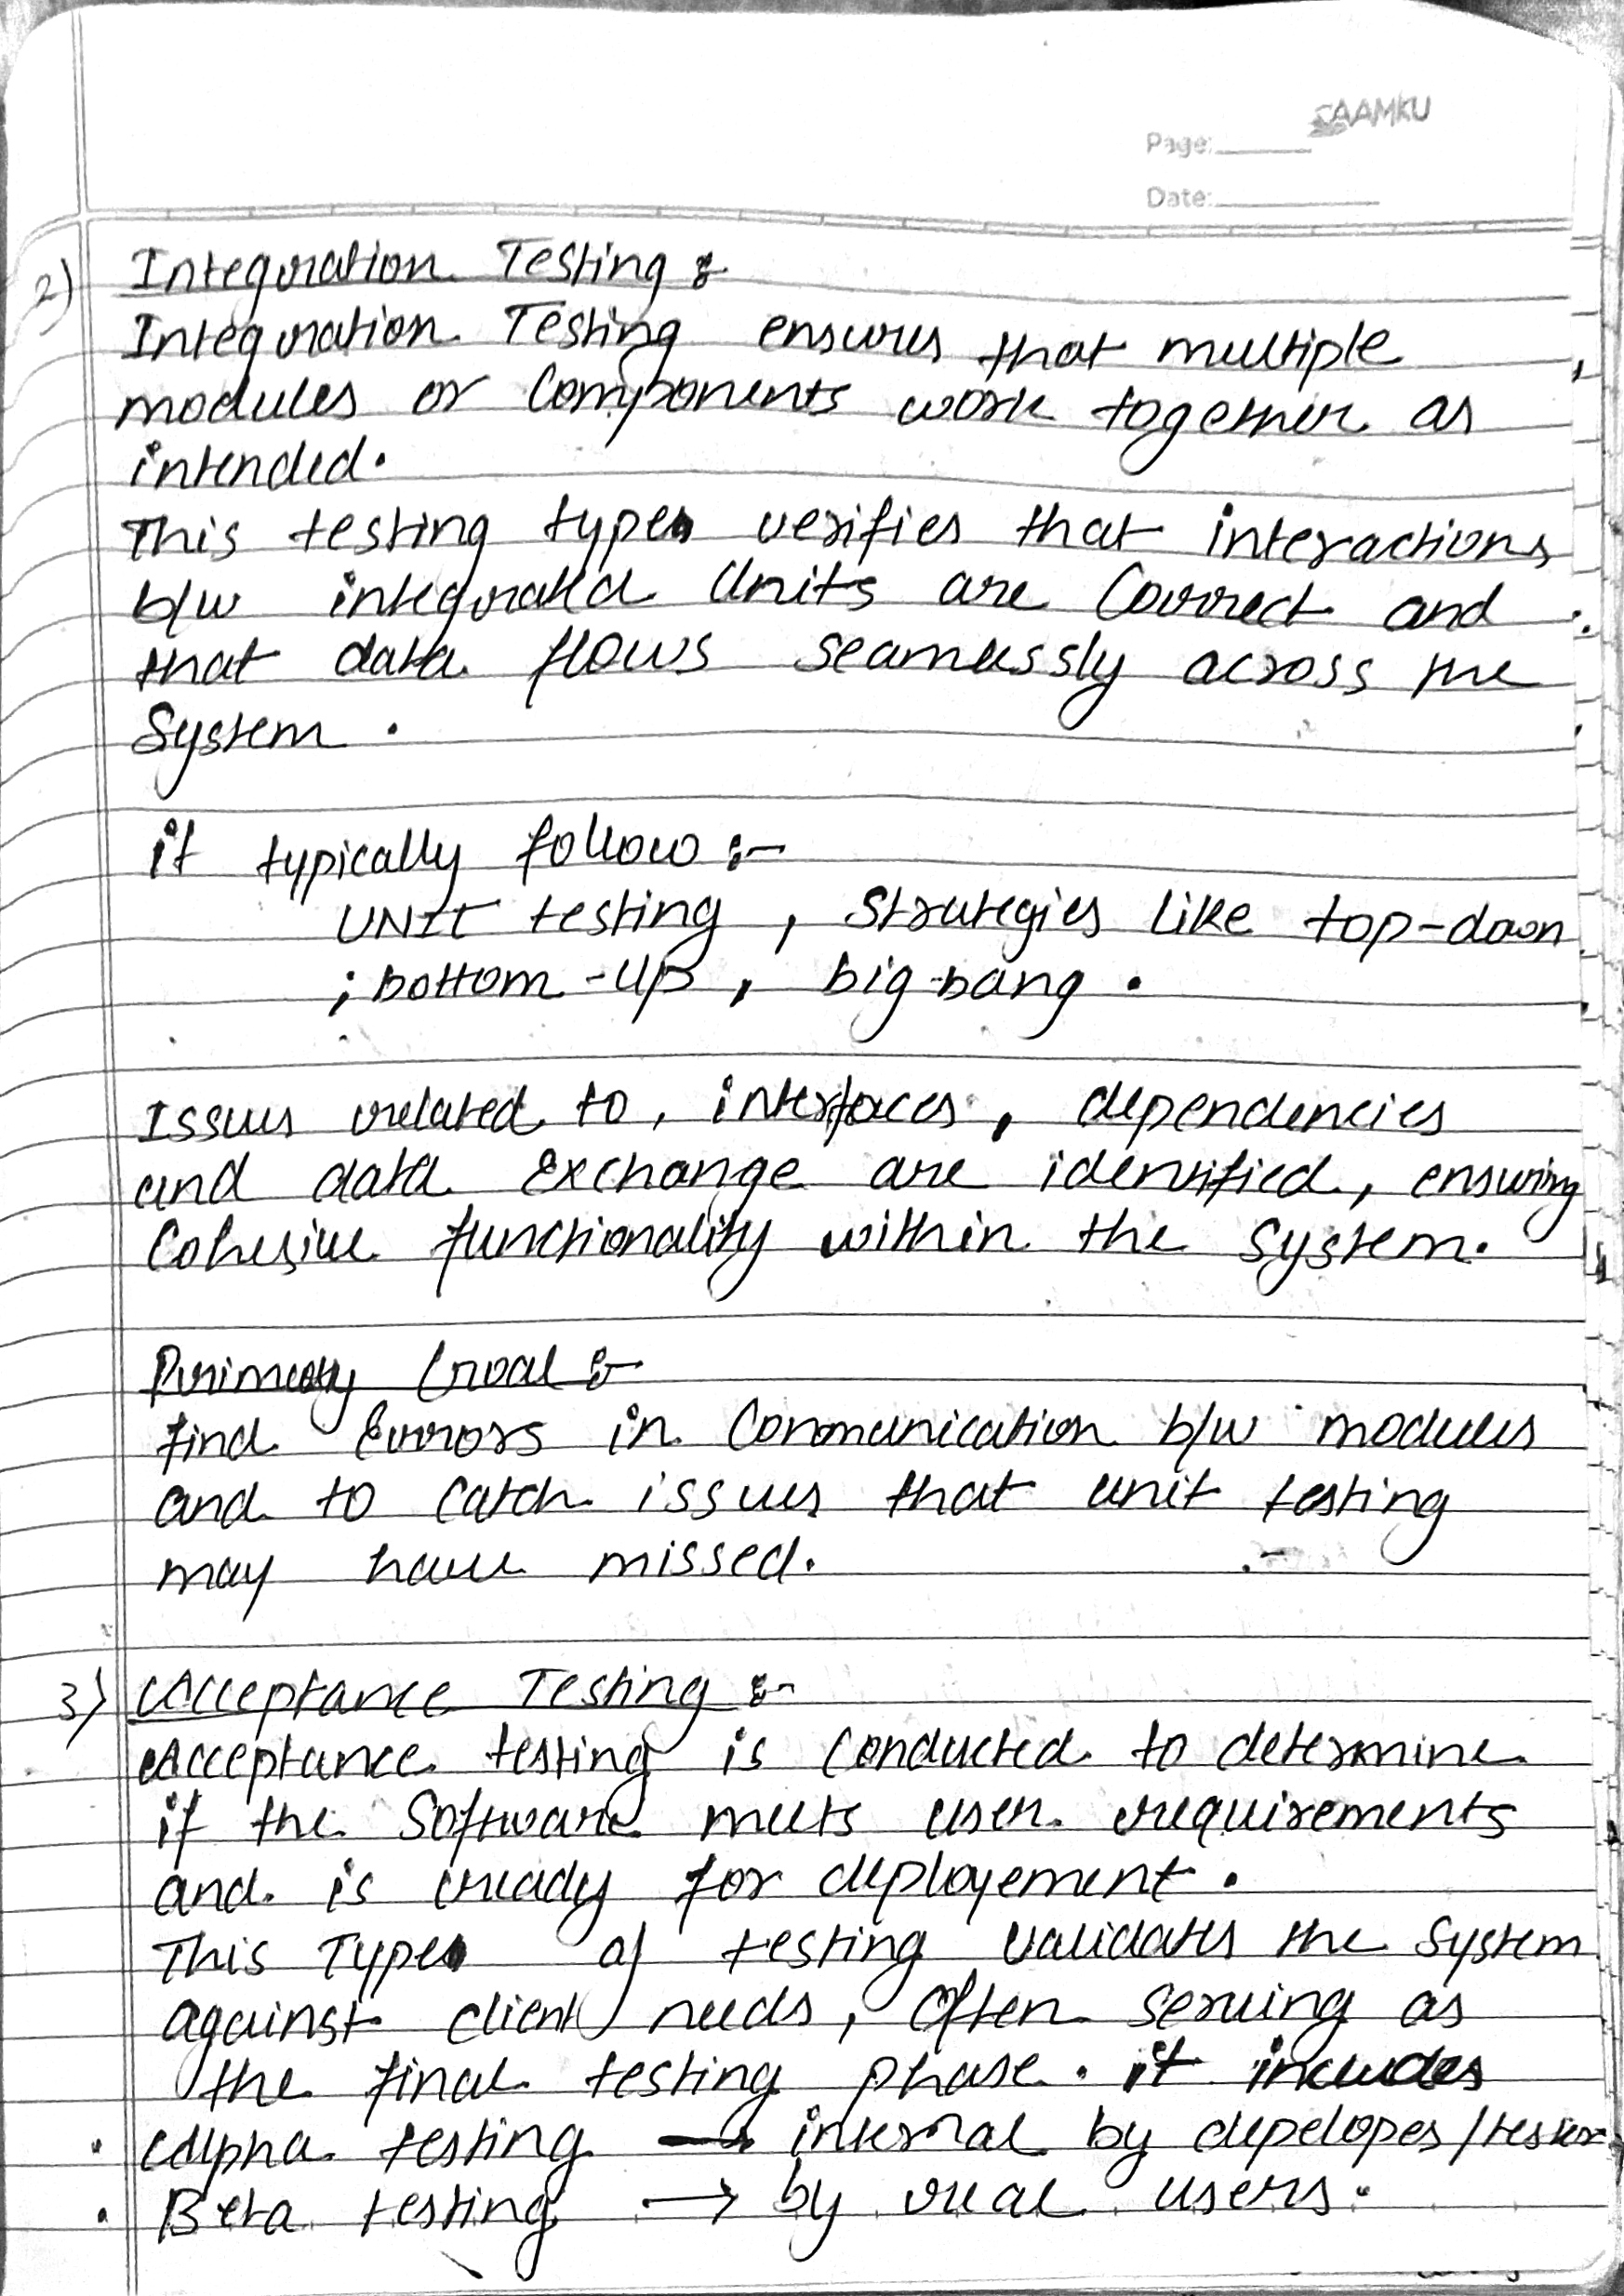 SAAMKU
Page:
Date:
2) Integration Testing :
Integration Testing ensures that multiple
modules or Components work together as
intended.
This testing types verifies that interactions
b/w integrated Units are Correct and
that data flows seamlessly across the
System.
it typically follow :-
UNIT testing, Strategies like top-down
; bottom-up, big-bang.
Issues related to, interfaces, dependencies
and data Exchange are identified, ensuring
Cohesive functionality within the System.
Primary Goal :-
find Errors in Communication b/w modules
and to Catch issues that unit testing
may have missed.
3) Acceptance Testing :-
Acceptance testing is Conducted to determine
if the Software meets user requirements
and is ready for deployement.
This Type of testing validates the System
against client needs, Often Serving as
the final testing phase. it includes
• Alpha testing → internal by depelopes/tester
• Beta testing → by real users.